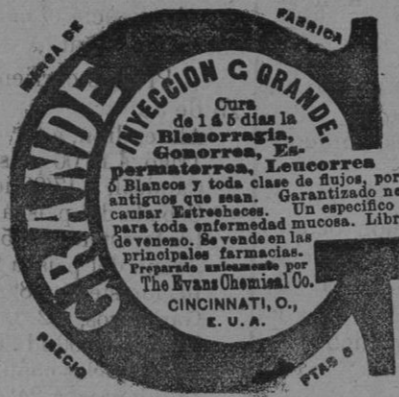 MARCA DE FABRICA
GRANDE
INYECCION G GRANDE.
Cura
de 1 á 5 dias la
Blenorragia,
Gonorrea, Es-
permatorrea, Leucorrea
ó Blancos y toda clase de flujos, por
antiguos que sean. Garantizado no
causar Estrecheces. Un especifico
para toda enfermedad mucosa. Libr
de veneno. Se vende en las
principales farmacias.
Preparado unicamente por
The Evans Chemical Co.
CINCINNATI, O.,
E. U. A.
PRECIO PTAS 6